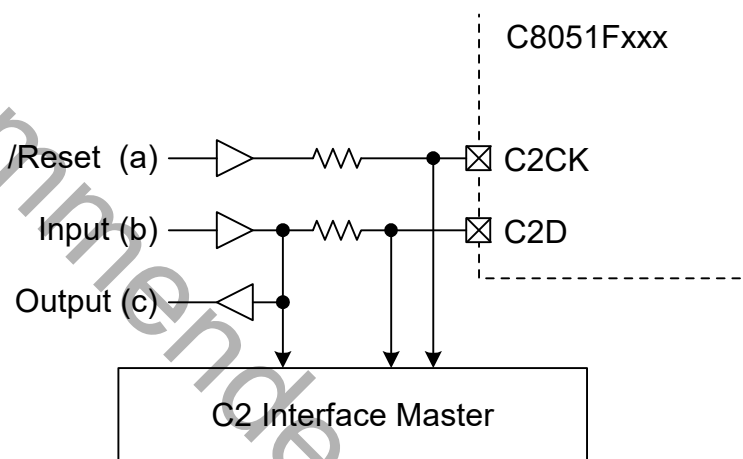 C8051Fxxx
/Reset (a)
C2CK
Input (b)
C2D
Output (c)
C2 Interface Master